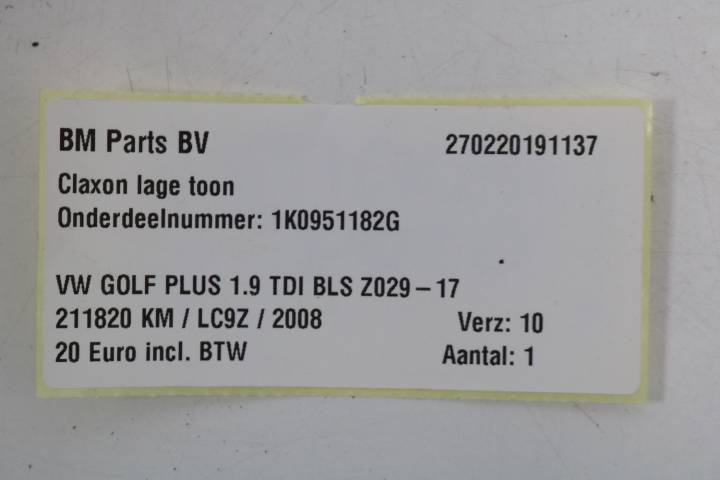 BM Parts BV 270220191137
Claxon lage toon
Onderdeelnummer: 1K0951182G
VW GOLF PLUS 1.9 TDI BLS Z029-17
211820 KM / LC9Z / 2008 Verz: 10
20 Euro incl. BTW Aantal: 1